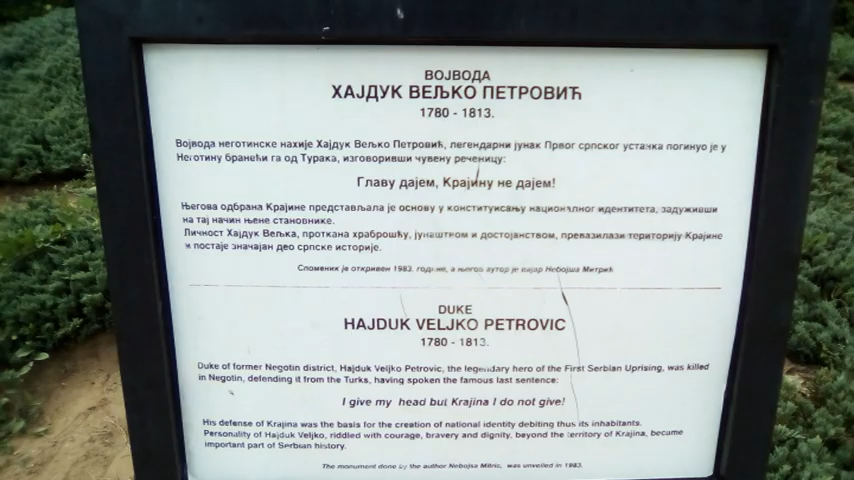 ВОЈВОДА
ХАЈДУК ВЕЉКО ПЕТРОВИЋ
1780 - 1813.
Војвода неготинске нахије Хајдук Вељко Петровић, легендарни јунак Првог српског устанка погинуо је у
Неготину бранећи га од Турака, изговоривши чувену реченицу:
Главу дајем, Крајину не дајем!
Његова одбрана Крајине представљала је основу у конституисању националног идентитета, задуживши
на тај начин њене становнике.
Личност Хајдук Вељка, проткана храброшћу, јунаштвом и достојанством, превазилази територију Крајине
и постаје значајан део српске историје.
Споменик је откривен 1983. године, а његов аутор је вајар Небојша Митрић
DUKE
HAJDUK VELJKO PETROVIC
1780 - 1813.
Duke of former Negotin district, Hajduk Veljko Petrovic, the legendary hero of the First Serbian Uprising, was killed
in Negotin, defending it from the Turks, having spoken the famous last sentence:
I give my head but Krajina I do not give!
His defense of Krajina was the basis for the creation of national identity debiting thus its inhabitants.
Personality of Hajduk Veljko, riddled with courage, bravery and dignity, beyond the territory of Krajina, became
important part of Serbian history.
The monument done by the author Nebojsa Mitric, was unveiled in 1983.